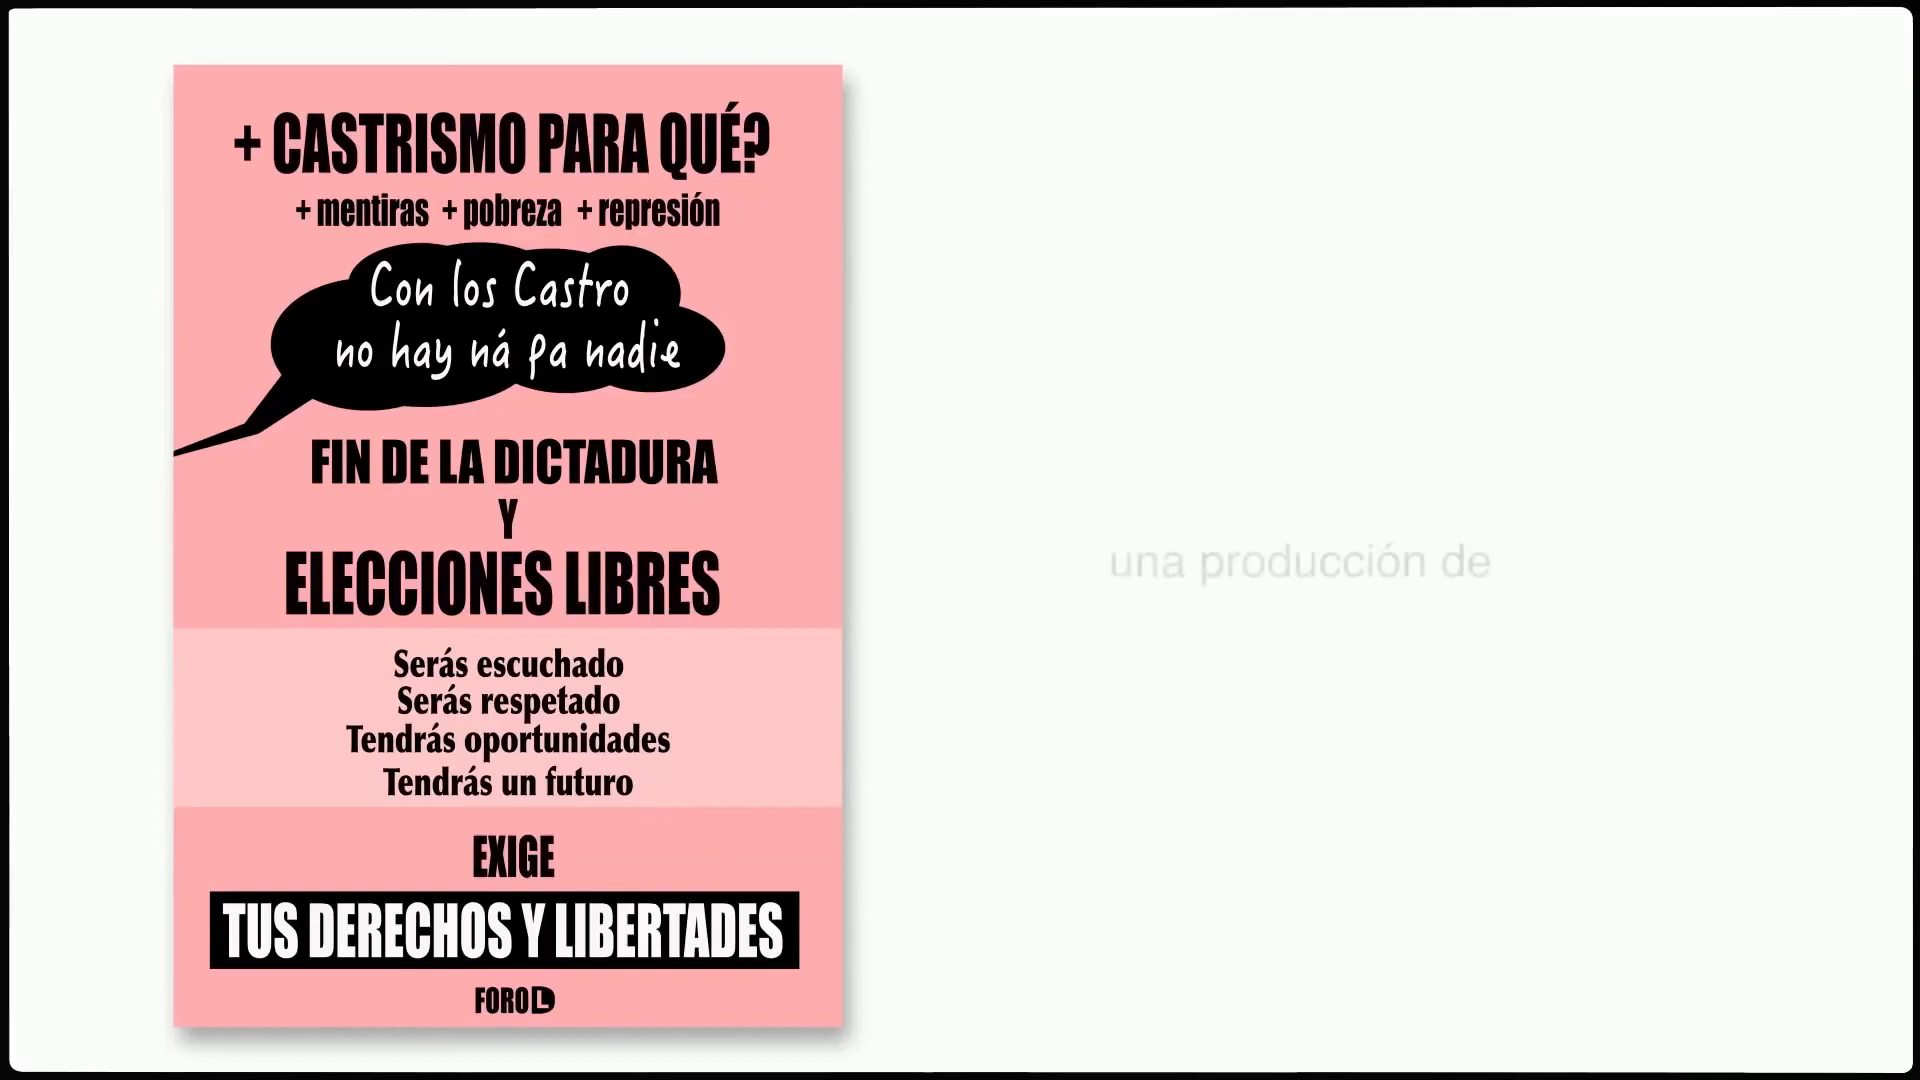 + CASTRISMO PARA QUÉ?
+ mentiras + pobreza + represión
Con los Castro
no hay ná pa nadie
FIN DE LA DICTADURA
Y
ELECCIONES LIBRES
Serás escuchado
Serás respetado
Tendrás oportunidades
Tendrás un futuro
EXIGE
TUS DERECHOS Y LIBERTADES
FORO DL
una producción de